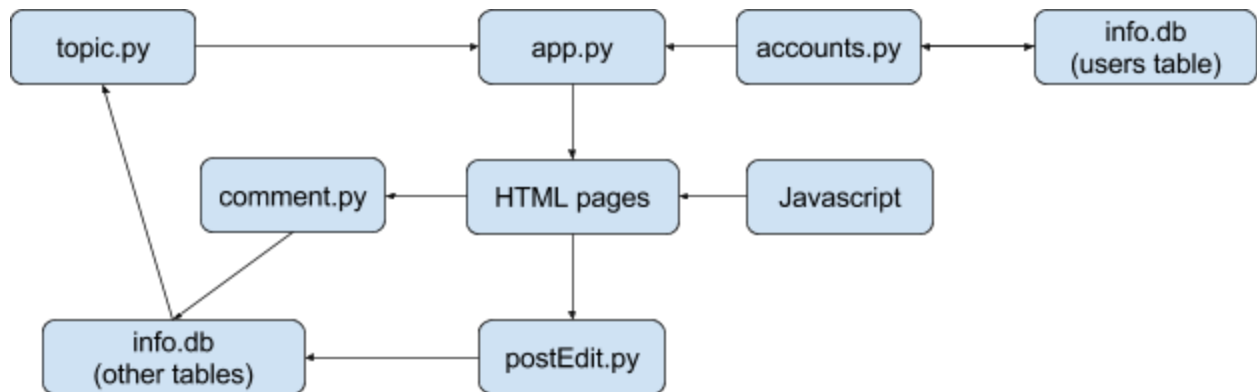 topic.py
app.py
accounts.py
info.db
(users table)
comment.py
HTML pages
Javascript
info.db
(other tables)
postEdit.py